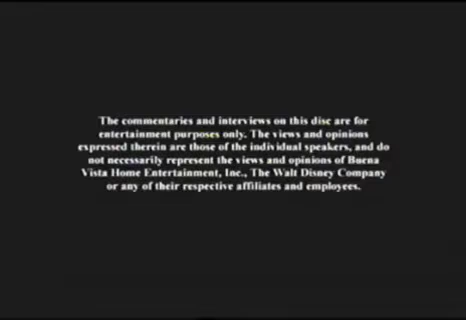 The commentaries and interviews on this disc are for
entertainment purposes only. The views and opinions
expressed therein are those of the individual speakers, and do
not necessarily represent the views and opinions of Buena
Vista Home Entertainment, Inc., The Walt Disney Company
or any of their respective affiliates and employees.